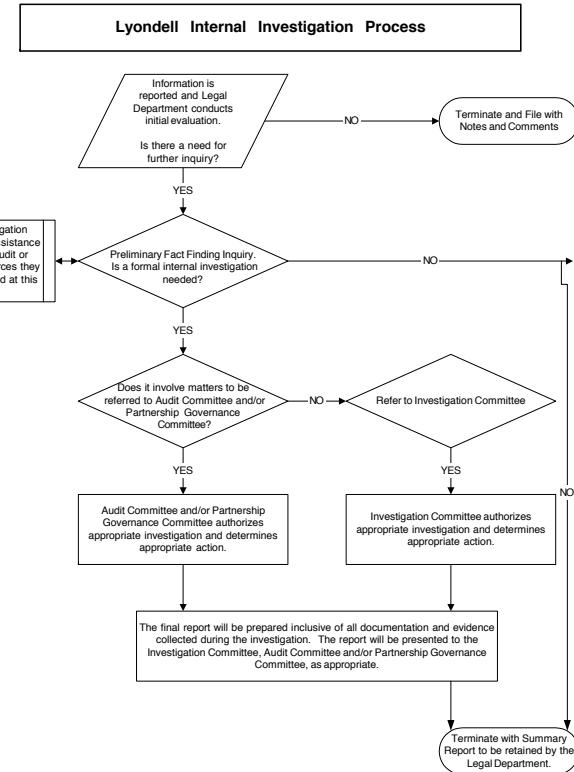 Lyondell Internal Investigation Process
Information is
reported and Legal
Department conducts
initial evaluation.
Is there a need for
further inquiry?
NO
Terminate and File with
Notes and Comments
YES
Preliminary Fact Finding Inquiry.
Is a formal internal investigation
needed?
NO
YES
Does it involve matters to be
referred to Audit Committee and/or
Partnership Governance
Committee?
NO
Refer to Investigation Committee
YES
YES
NO
Audit Committee and/or Partnership
Governance Committee authorizes
appropriate investigation and determines
appropriate action.
Investigation Committee authorizes
appropriate investigation and determines
appropriate action.
The final report will be prepared inclusive of all documentation and evidence
collected during the investigation. The report will be presented to the
Investigation Committee, Audit Committee and/or Partnership Governance
Committee, as appropriate.
Terminate with Summary
Report to be retained by the
Legal Department.